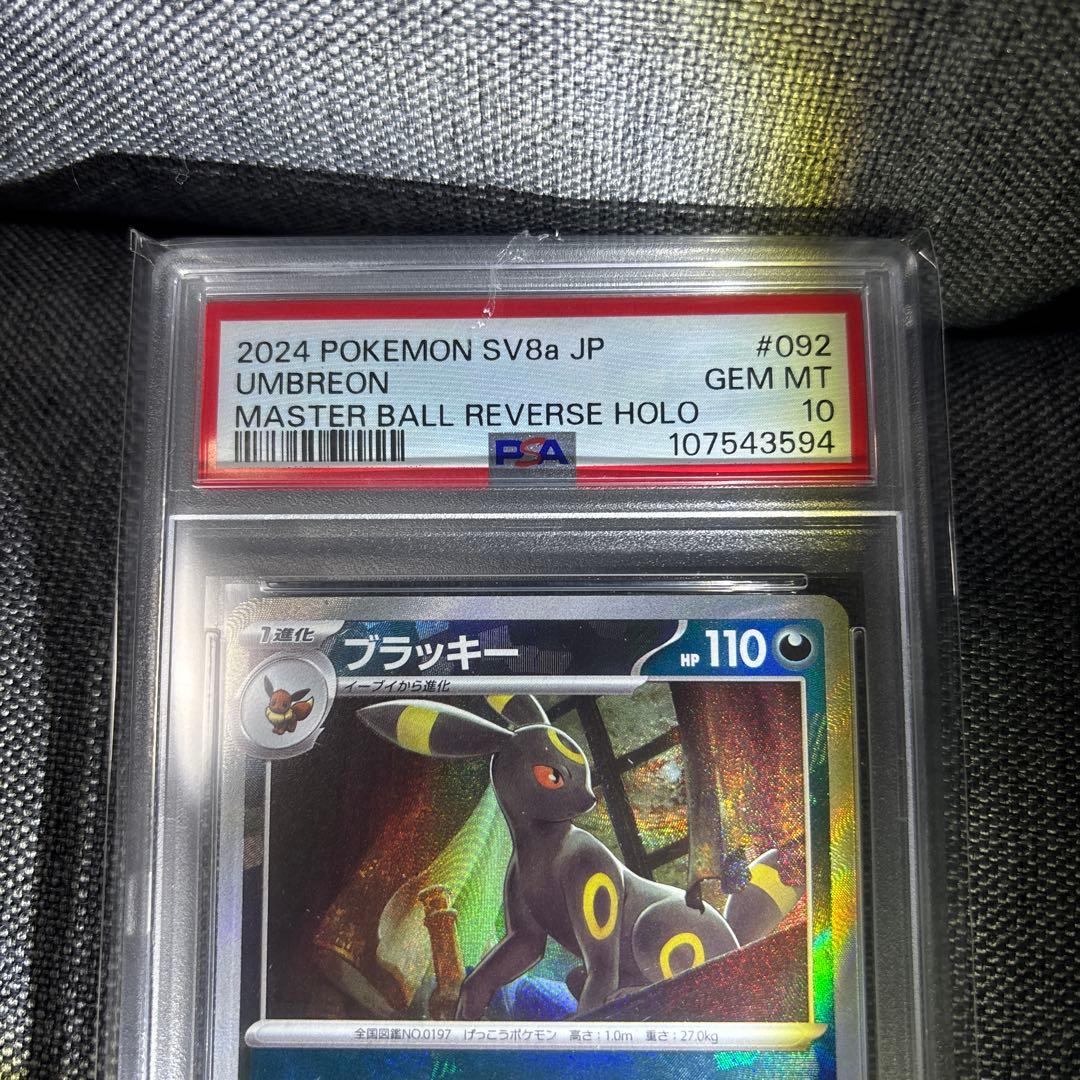 2024 POKEMON SV8a JP #092
UMBREON GEM MT
MASTER BALL REVERSE HOLO 10
PSA 107543594
1進化 ブラッキー HP 110
イーブイから進化
全国図鑑NO.0197 げっこうポケモン 高さ:1.0m 重さ:27.0kg